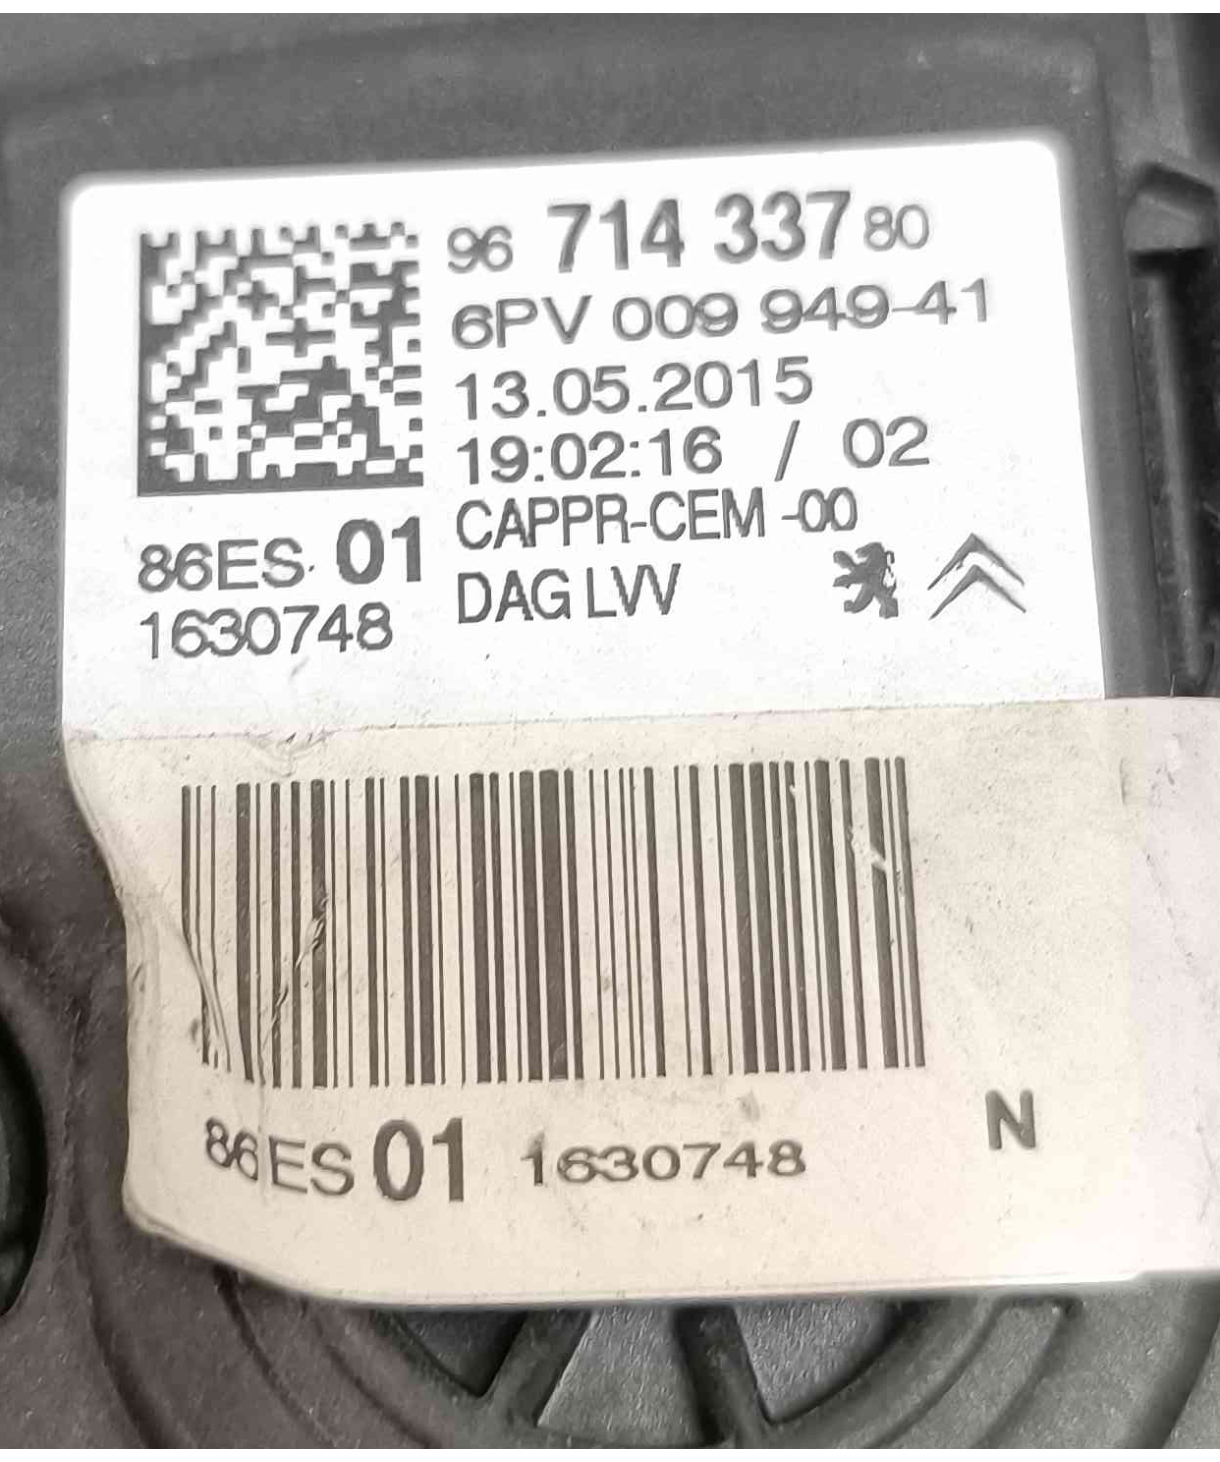 96 714 337 80
6PV 009 949-41
13.05.2015
19:02:16 / 02
CAPPR-CEM -00
DAG LVV
86ES 01
1630748
86ES 01 1630748
N